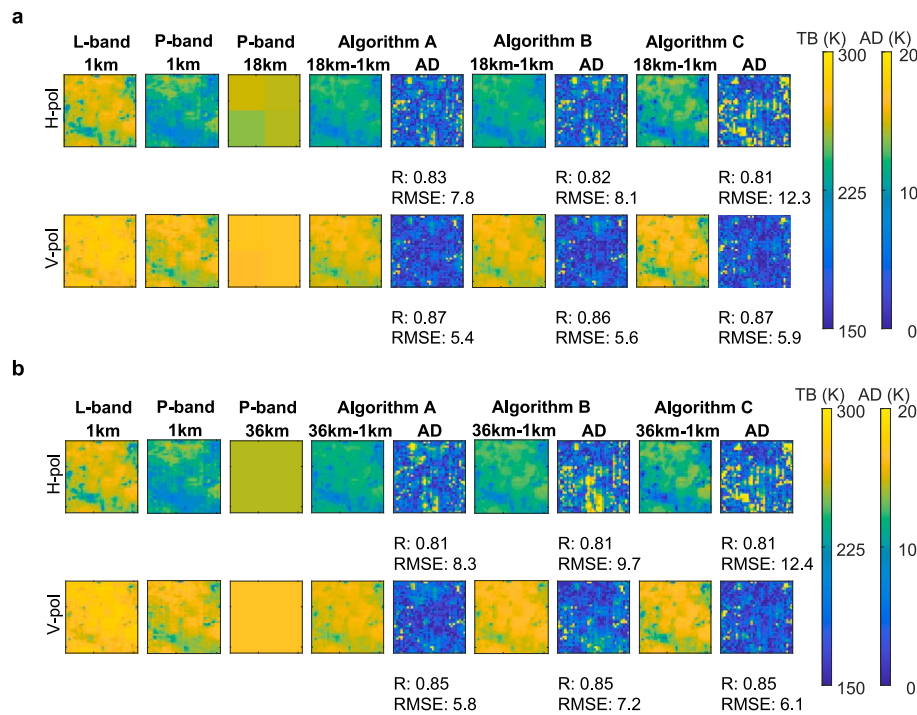 a
L-band P-band P-band Algorithm A Algorithm B Algorithm C TB (K) AD (K)
1km 1km 18km 18km-1km AD 18km-1km AD 18km-1km AD
300 20
H-pol
R: 0.83 R: 0.82 R: 0.81
RMSE: 7.8 RMSE: 8.1 RMSE: 12.3
225 10
V-pol
R: 0.87 R: 0.86 R: 0.87
RMSE: 5.4 RMSE: 5.6 RMSE: 5.9
150 0
b
L-band P-band P-band Algorithm A Algorithm B Algorithm C TB (K) AD (K)
1km 1km 36km 36km-1km AD 36km-1km AD 36km-1km AD
300 20
H-pol
R: 0.81 R: 0.81 R: 0.81
RMSE: 8.3 RMSE: 9.7 RMSE: 12.4
225 10
V-pol
R: 0.85 R: 0.85 R: 0.85
RMSE: 5.8 RMSE: 7.2 RMSE: 6.1
150 0